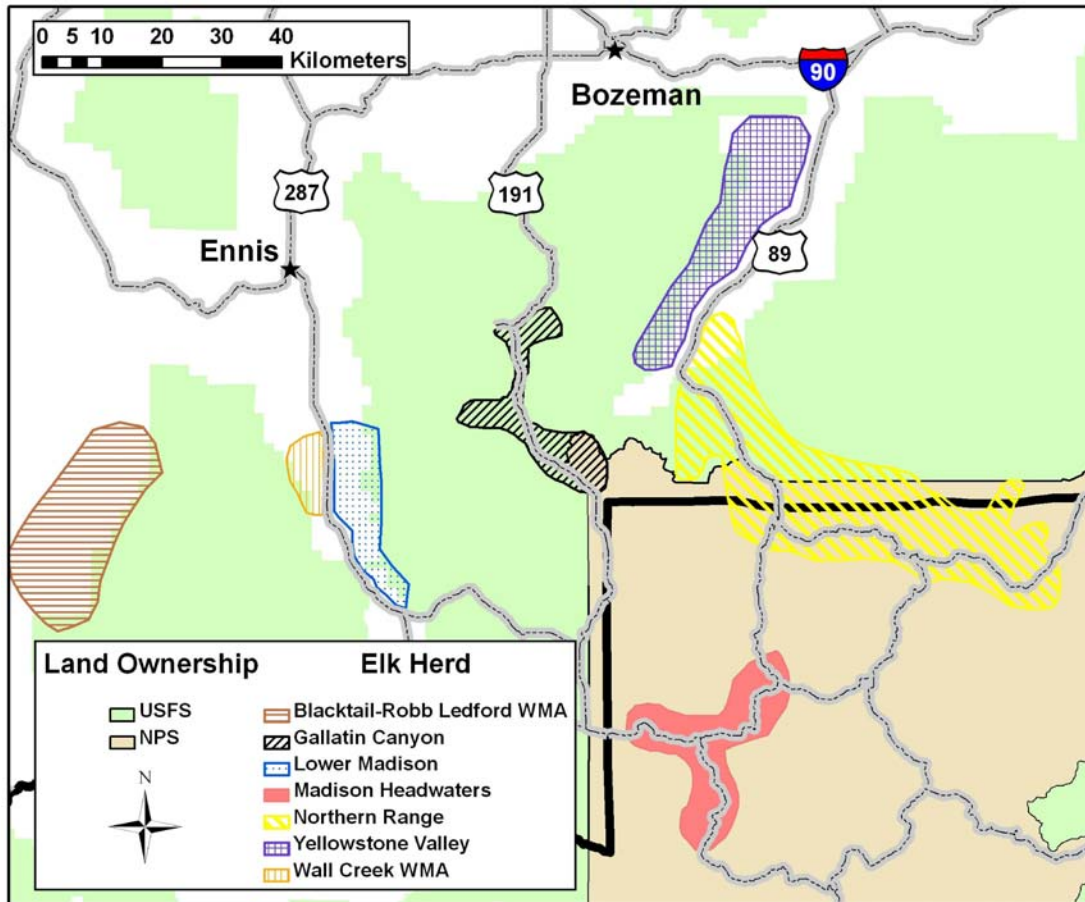 0 5 10 20 30 40
Kilometers
Bozeman
90
287
191
Ennis
89
Land Ownership
USFS
NPS
N
Elk Herd
Blacktail-Robb Ledford WMA
Gallatin Canyon
Lower Madison
Madison Headwaters
Northern Range
Yellowstone Valley
Wall Creek WMA